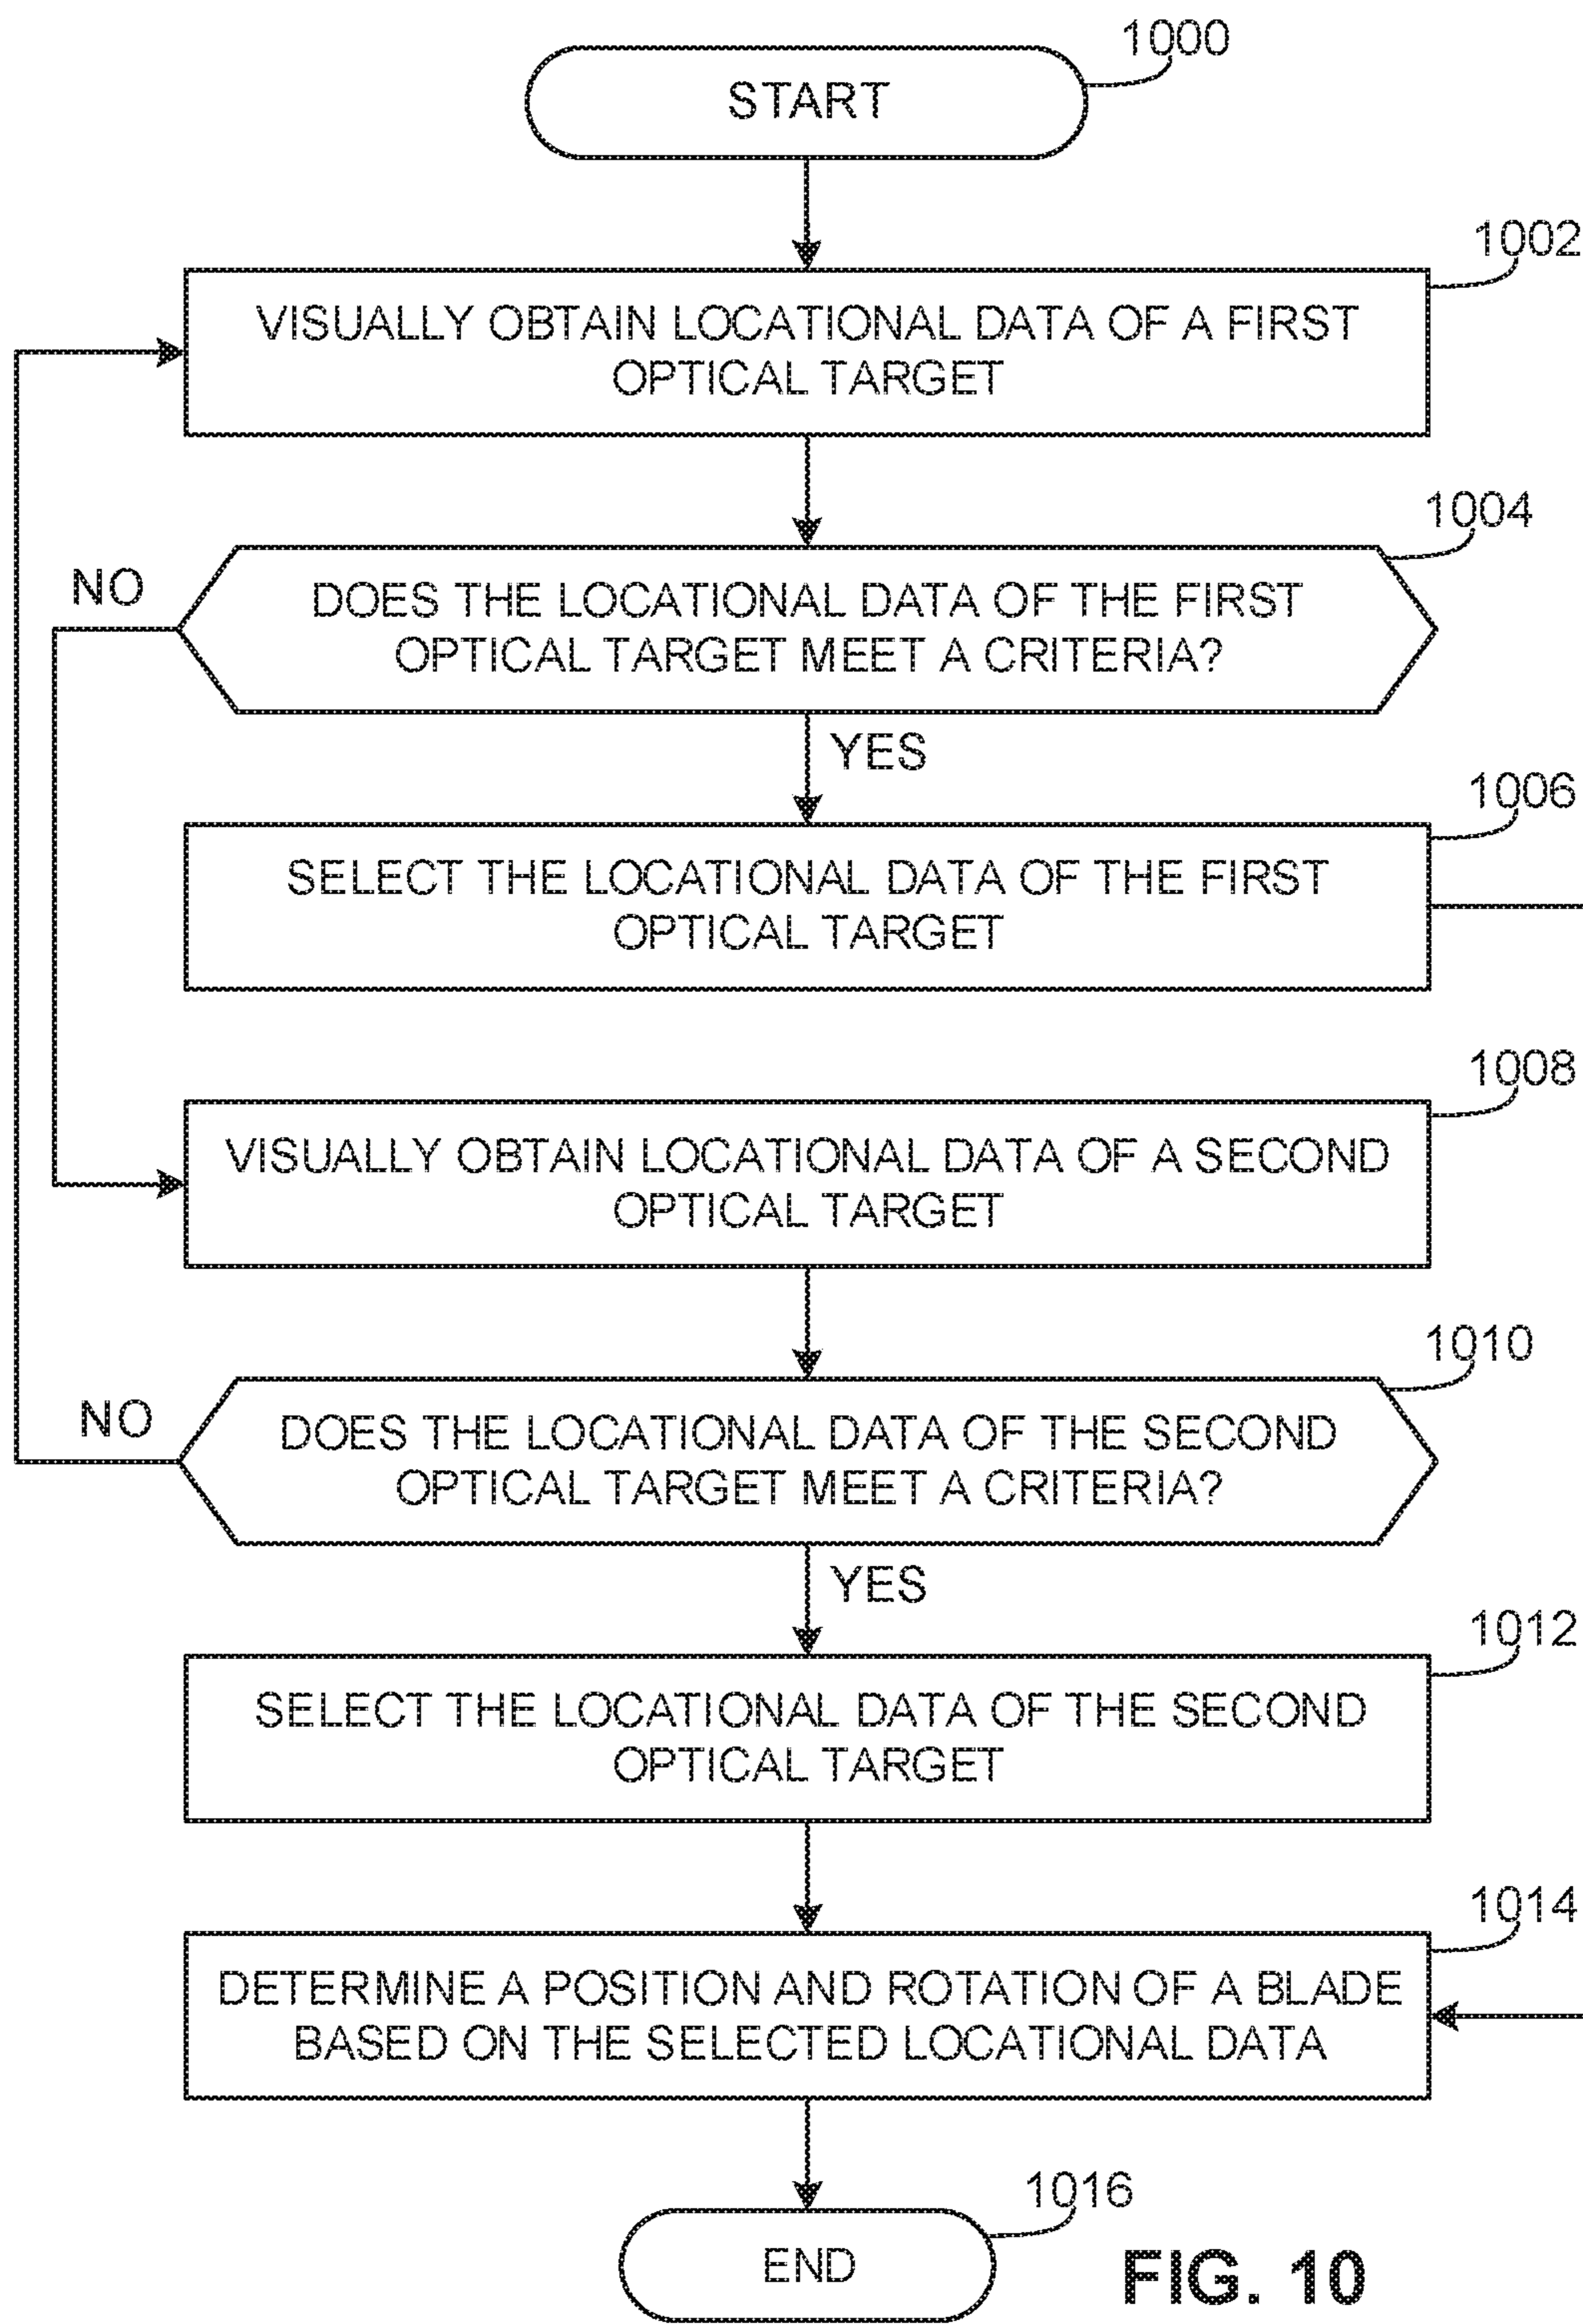 1000
START
1002
VISUALLY OBTAIN LOCATIONAL DATA OF A FIRST
OPTICAL TARGET
1004
NO
DOES THE LOCATIONAL DATA OF THE FIRST
OPTICAL TARGET MEET A CRITERIA?
YES
1006
SELECT THE LOCATIONAL DATA OF THE FIRST
OPTICAL TARGET
1008
VISUALLY OBTAIN LOCATIONAL DATA OF A SECOND
OPTICAL TARGET
1010
NO
DOES THE LOCATIONAL DATA OF THE SECOND
OPTICAL TARGET MEET A CRITERIA?
YES
1012
SELECT THE LOCATIONAL DATA OF THE SECOND
OPTICAL TARGET
1014
DETERMINE A POSITION AND ROTATION OF A BLADE
BASED ON THE SELECTED LOCATIONAL DATA
1016
END
FIG. 10